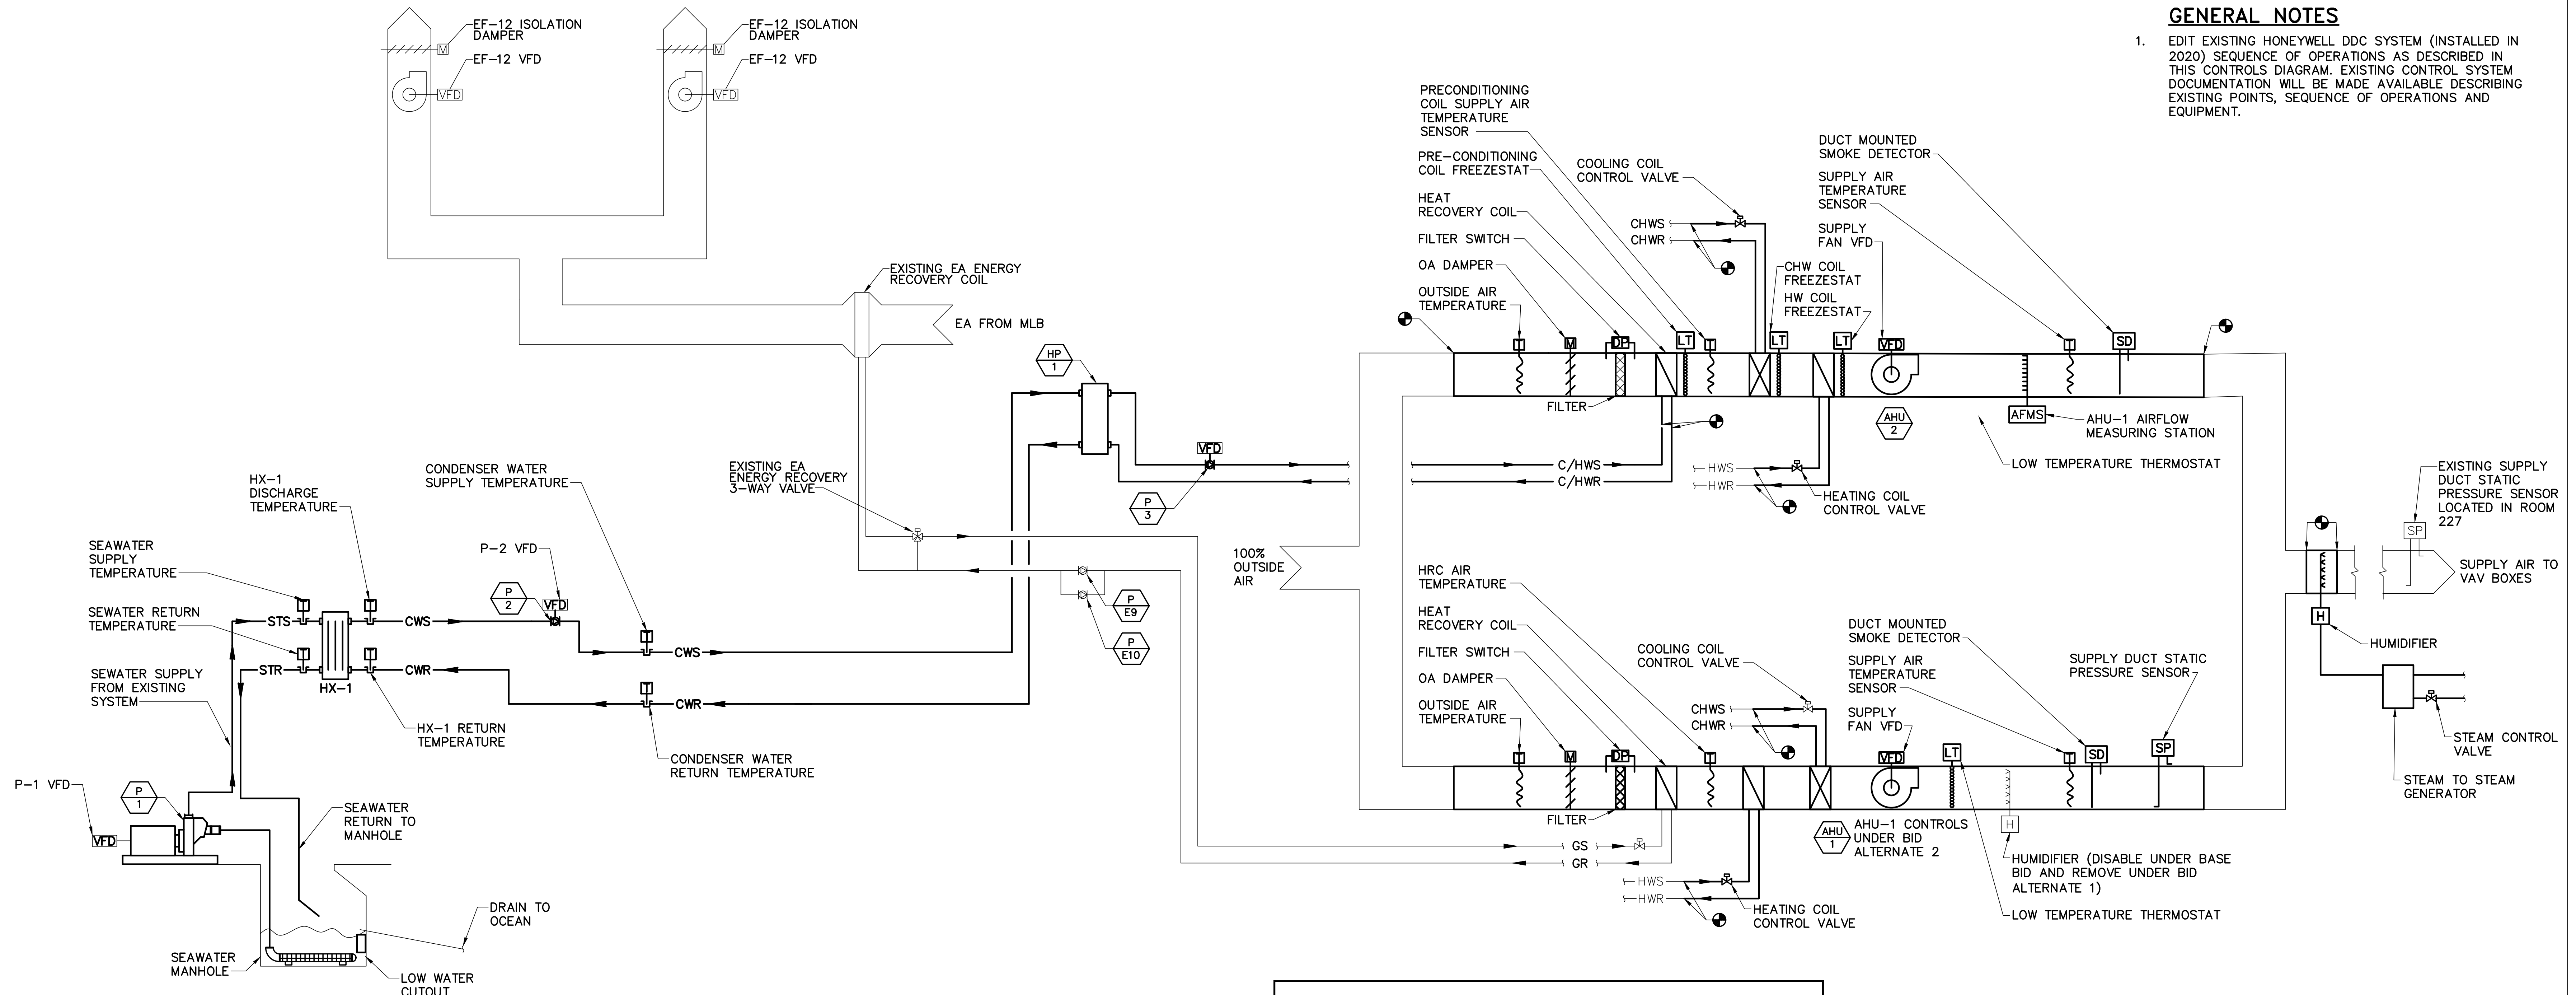 GENERAL NOTES
1. EDIT EXISTING HONEYWELL DDC SYSTEM (INSTALLED IN
2020) SEQUENCE OF OPERATIONS AS DESCRIBED IN
THIS CONTROLS DIAGRAM. EXISTING CONTROL SYSTEM
DOCUMENTATION WILL BE MADE AVAILABLE DESCRIBING
EXISTING POINTS, SEQUENCE OF OPERATIONS AND
EQUIPMENT.
EF-12 ISOLATION
DAMPER
M
EF-12 VFD
VFD
EF-12 ISOLATION
DAMPER
M
EF-12 VFD
VFD
EXISTING EA ENERGY
RECOVERY COIL
EA FROM MLB
HP
1
VFD
P
3
EXISTING EA
ENERGY RECOVERY
3-WAY VALVE
P
E9
P
E10
CONDENSER WATER
SUPPLY TEMPERATURE
HX-1
DISCHARGE
TEMPERATURE
SEAWATER
SUPPLY
TEMPERATURE
SEWATER RETURN
TEMPERATURE
SEWATER SUPPLY
FROM EXISTING
SYSTEM
P-2 VFD
P
2
VFD
T
T
T
T
T
T
STS
CWS
CWS
STR
CWR
CWR
HX-1
HX-1 RETURN
TEMPERATURE
CONDENSER WATER
RETURN TEMPERATURE
P-1 VFD
P
1
VFD
SEAWATER
RETURN TO
MANHOLE
DRAIN TO
OCEAN
SEAWATER
MANHOLE
LOW WATER
CUTOUT
PRECONDITIONING
COIL SUPPLY AIR
TEMPERATURE
SENSOR
PRE-CONDITIONING
COIL FREEZESTAT
HEAT
RECOVERY COIL
FILTER SWITCH
OA DAMPER
OUTSIDE AIR
TEMPERATURE
COOLING COIL
CONTROL VALVE
CHWS
CHWR
CHW COIL
FREEZESTAT
HW COIL
FREEZESTAT
DUCT MOUNTED
SMOKE DETECTOR
SUPPLY AIR
TEMPERATURE
SENSOR
SUPPLY
FAN VFD
T
M
DP
LT
T
LT
LT
VFD
T
SD
FILTER
AHU
2
AFMS
AHU-1 AIRFLOW
MEASURING STATION
LOW TEMPERATURE THERMOSTAT
C/HWS
C/HWR
HWS
HWR
HEATING COIL
CONTROL VALVE
100%
OUTSIDE
AIR
HRC AIR
TEMPERATURE
HEAT
RECOVERY COIL
FILTER SWITCH
OA DAMPER
OUTSIDE AIR
TEMPERATURE
COOLING COIL
CONTROL VALVE
CHWS
CHWR
DUCT MOUNTED
SMOKE DETECTOR
SUPPLY AIR
TEMPERATURE
SENSOR
SUPPLY
FAN VFD
SUPPLY DUCT STATIC
PRESSURE SENSOR
T
M
DP
T
VFD
LT
T
SD
SP
FILTER
AHU
1
AHU-1 CONTROLS
UNDER BID
ALTERNATE 2
H
HUMIDIFIER (DISABLE UNDER BASE
BID AND REMOVE UNDER BID
ALTERNATE 1)
LOW TEMPERATURE THERMOSTAT
GS
GR
HWS
HWR
HEATING COIL
CONTROL VALVE
EXISTING SUPPLY
DUCT STATIC
PRESSURE SENSOR
LOCATED IN ROOM
227
SP
SUPPLY AIR TO
VAV BOXES
H
HUMIDIFIER
STEAM CONTROL
VALVE
STEAM TO STEAM
GENERATOR